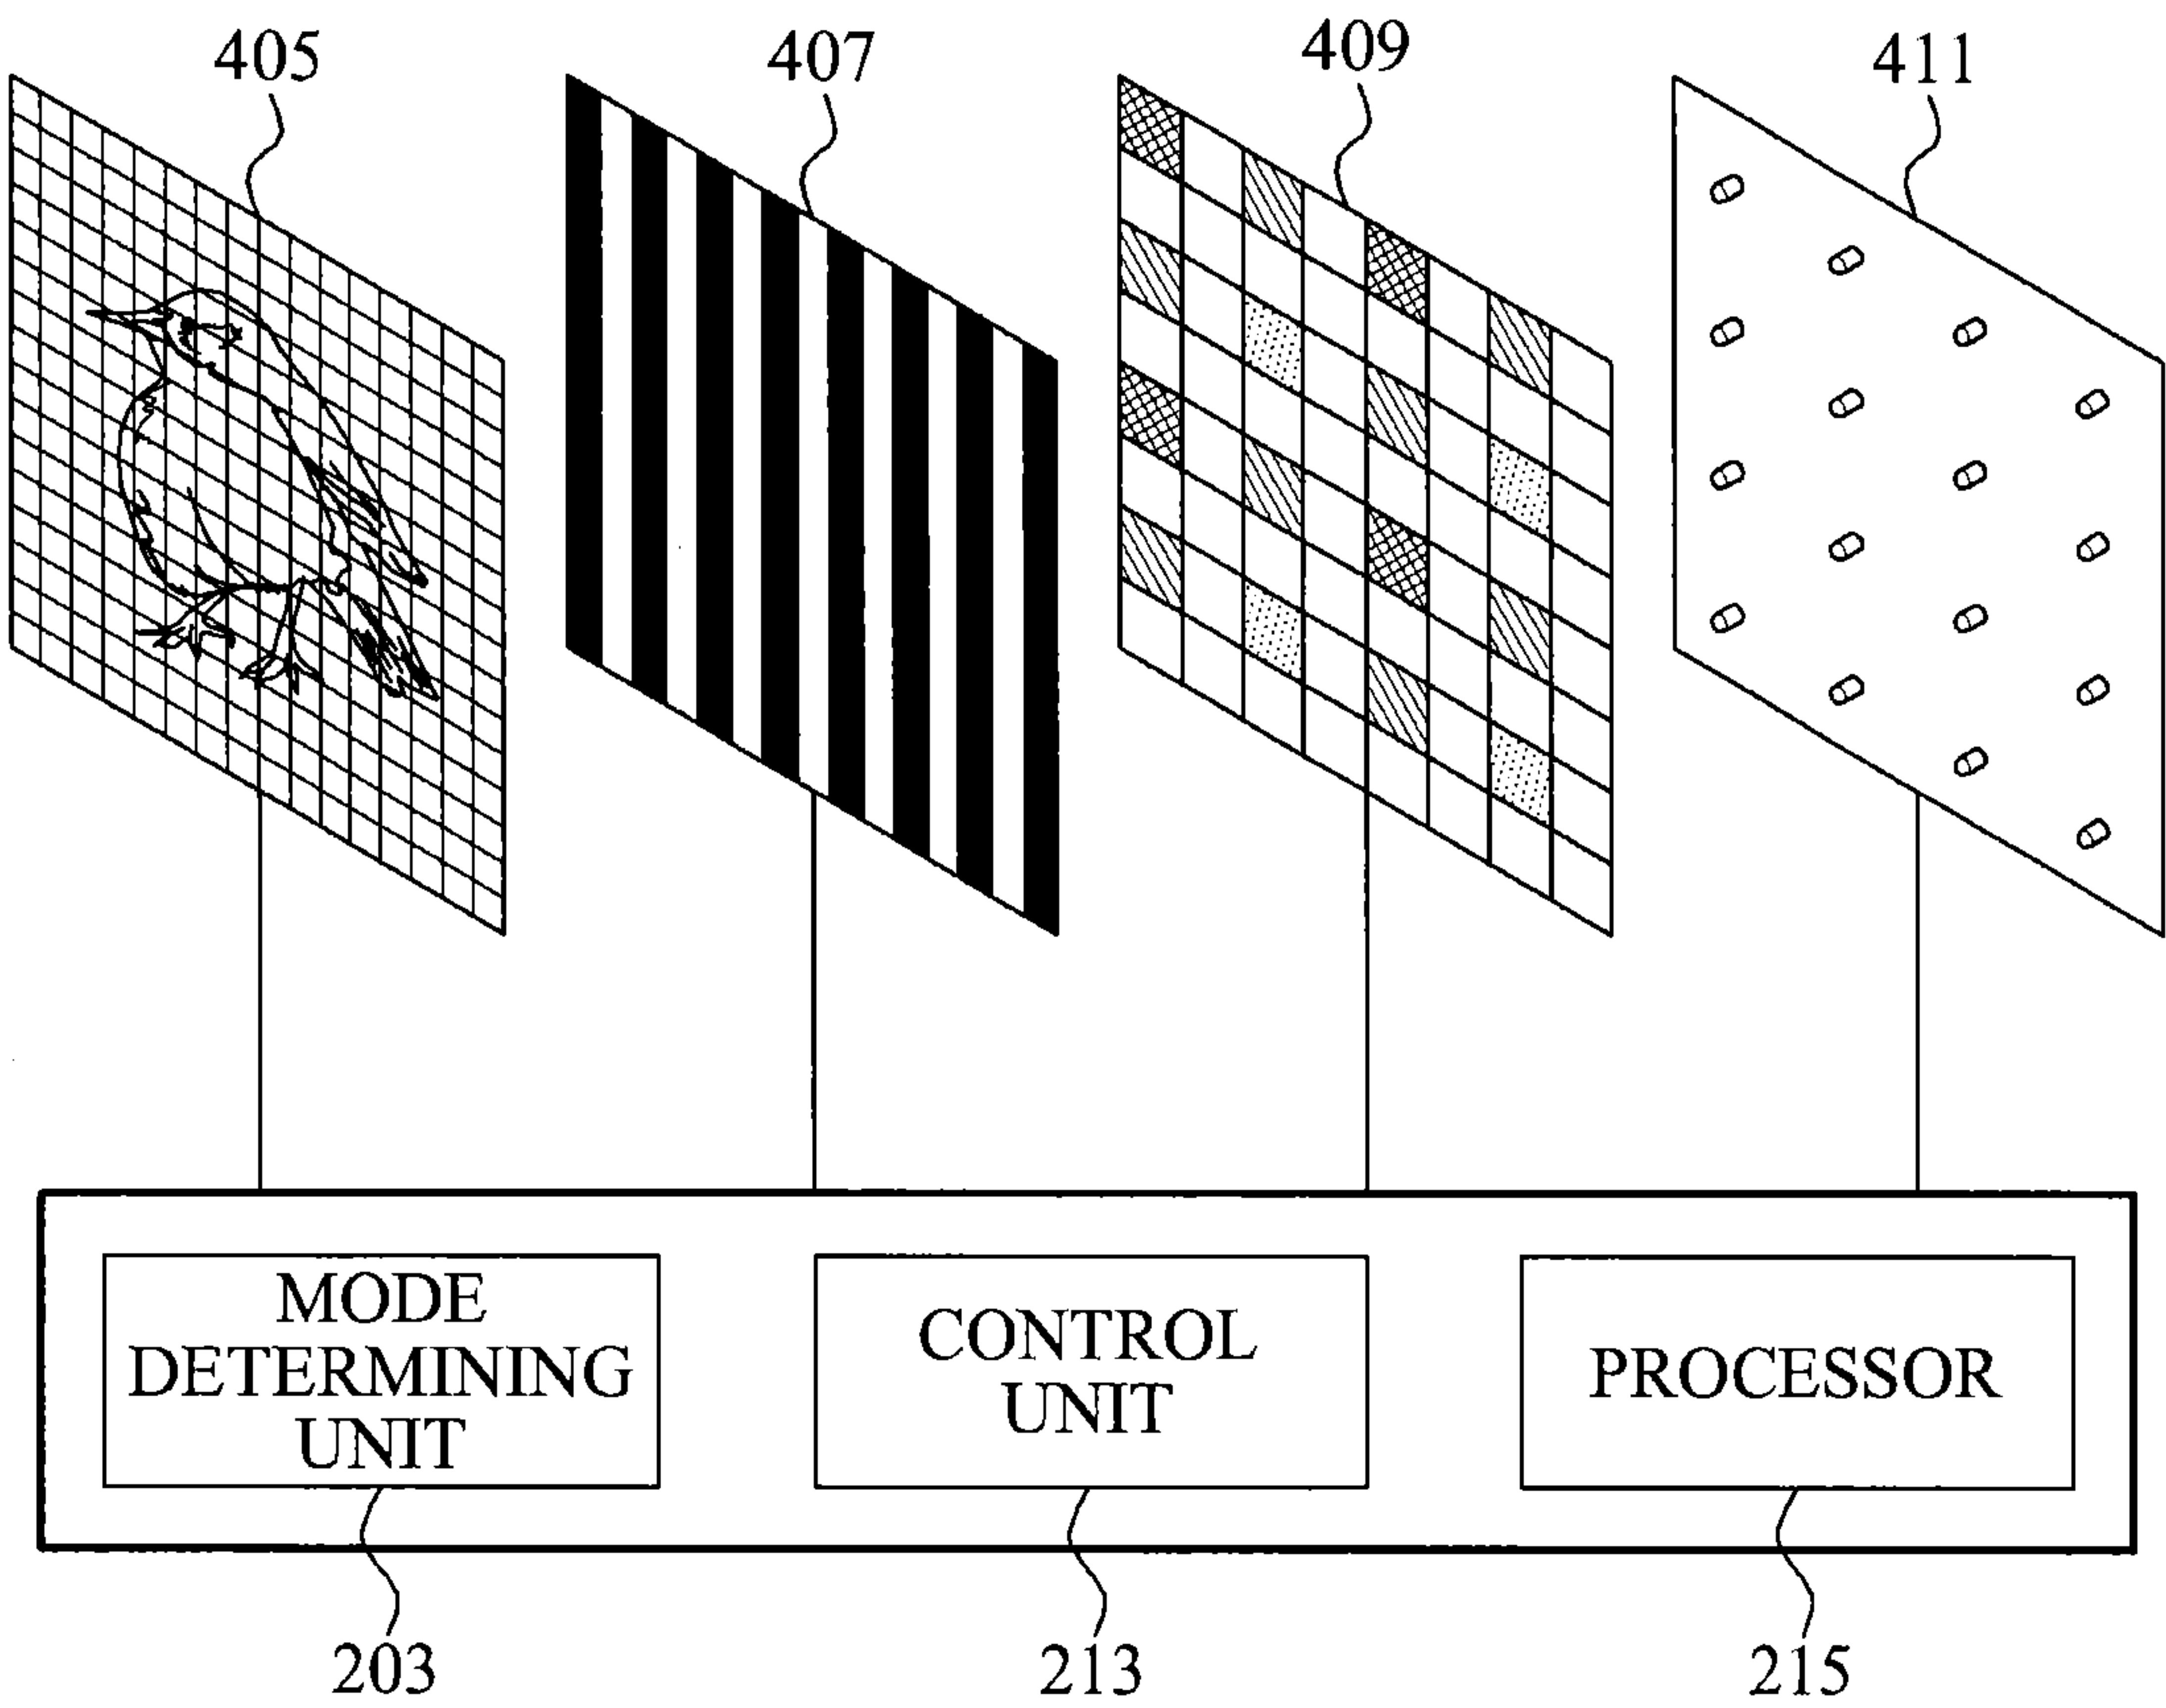 405
407
409
411
MODE
DETERMINING
UNIT
CONTROL
UNIT
PROCESSOR
203
213
215